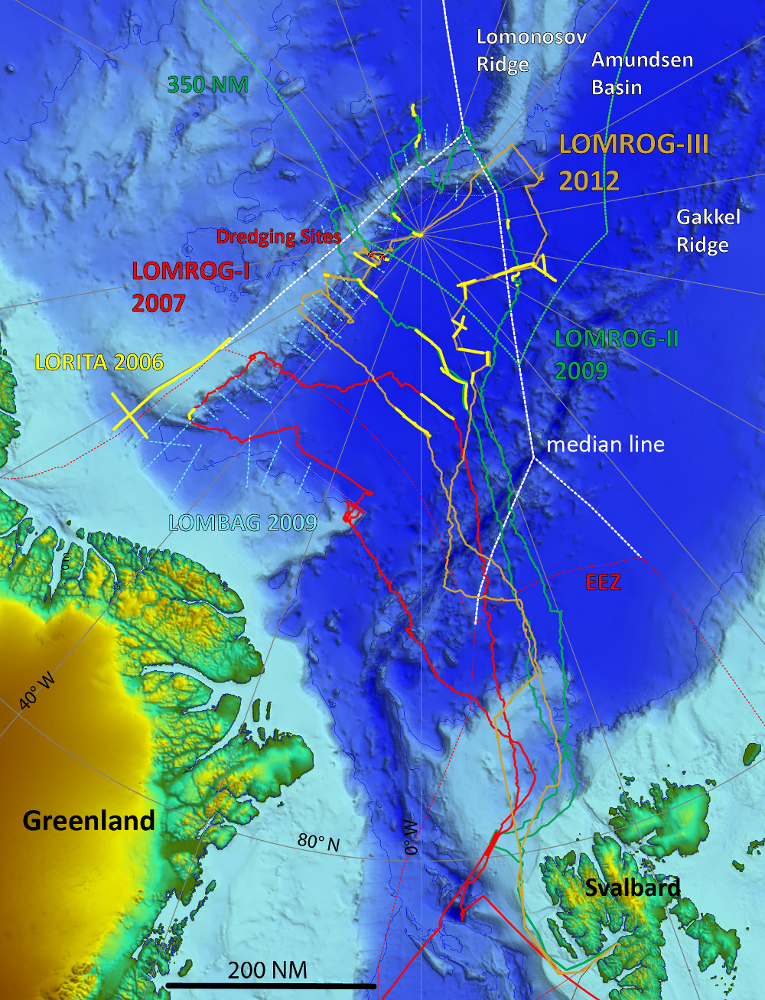 Lomonosov
Ridge
Amundsen
Basin
350 NM
LOMROG-III
2012
Gakkel
Ridge
Dredging Sites
LOMROG-I
2007
LOMROG-II
2009
LORITA 2006
median line
LOMBAG 2009
EEZ
40° W
Greenland
80° N
0° W
Svalbard
200 NM